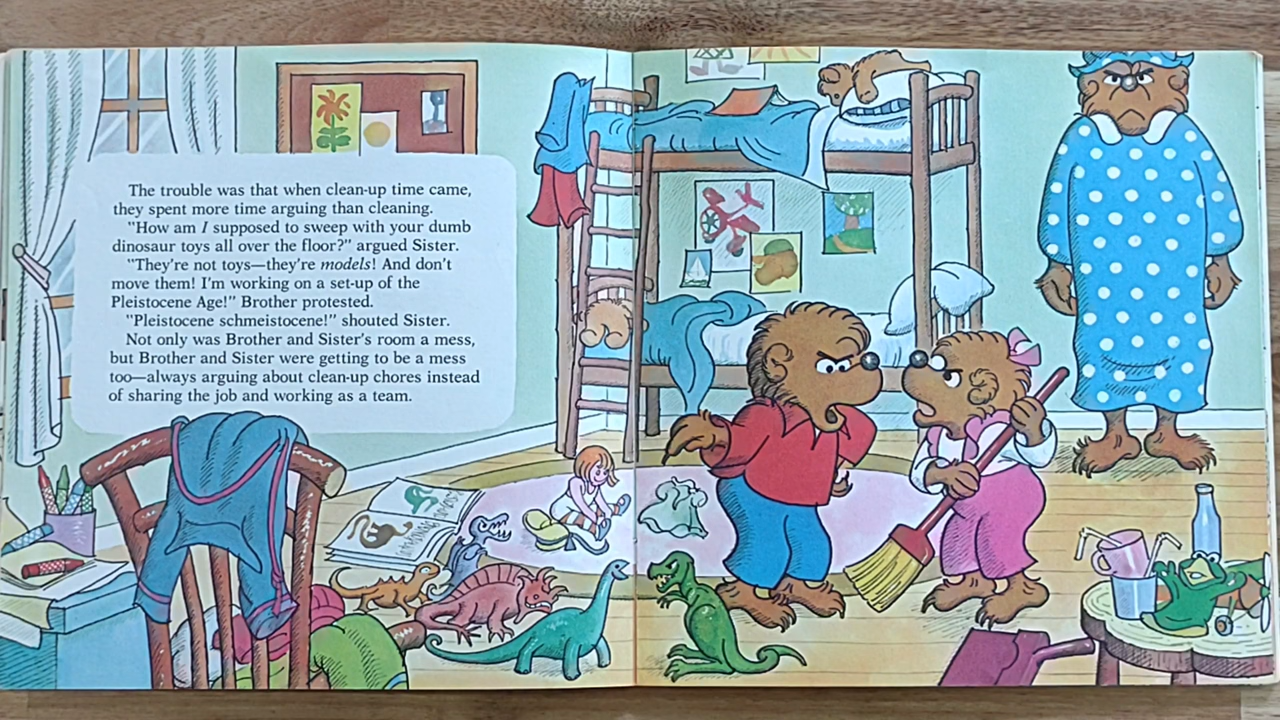 The trouble was that when clean-up time came,
they spent more time arguing than cleaning.
"How am I supposed to sweep with your dumb
dinosaur toys all over the floor?" argued Sister.
"They're not toys—they're models! And don't
move them! I'm working on a set-up of the
Pleistocene Age!" Brother protested.
"Pleistocene schmeistocene!" shouted Sister.
Not only was Brother and Sister's room a mess,
but Brother and Sister were getting to be a mess
too—always arguing about clean-up chores instead
of sharing the job and working as a team.